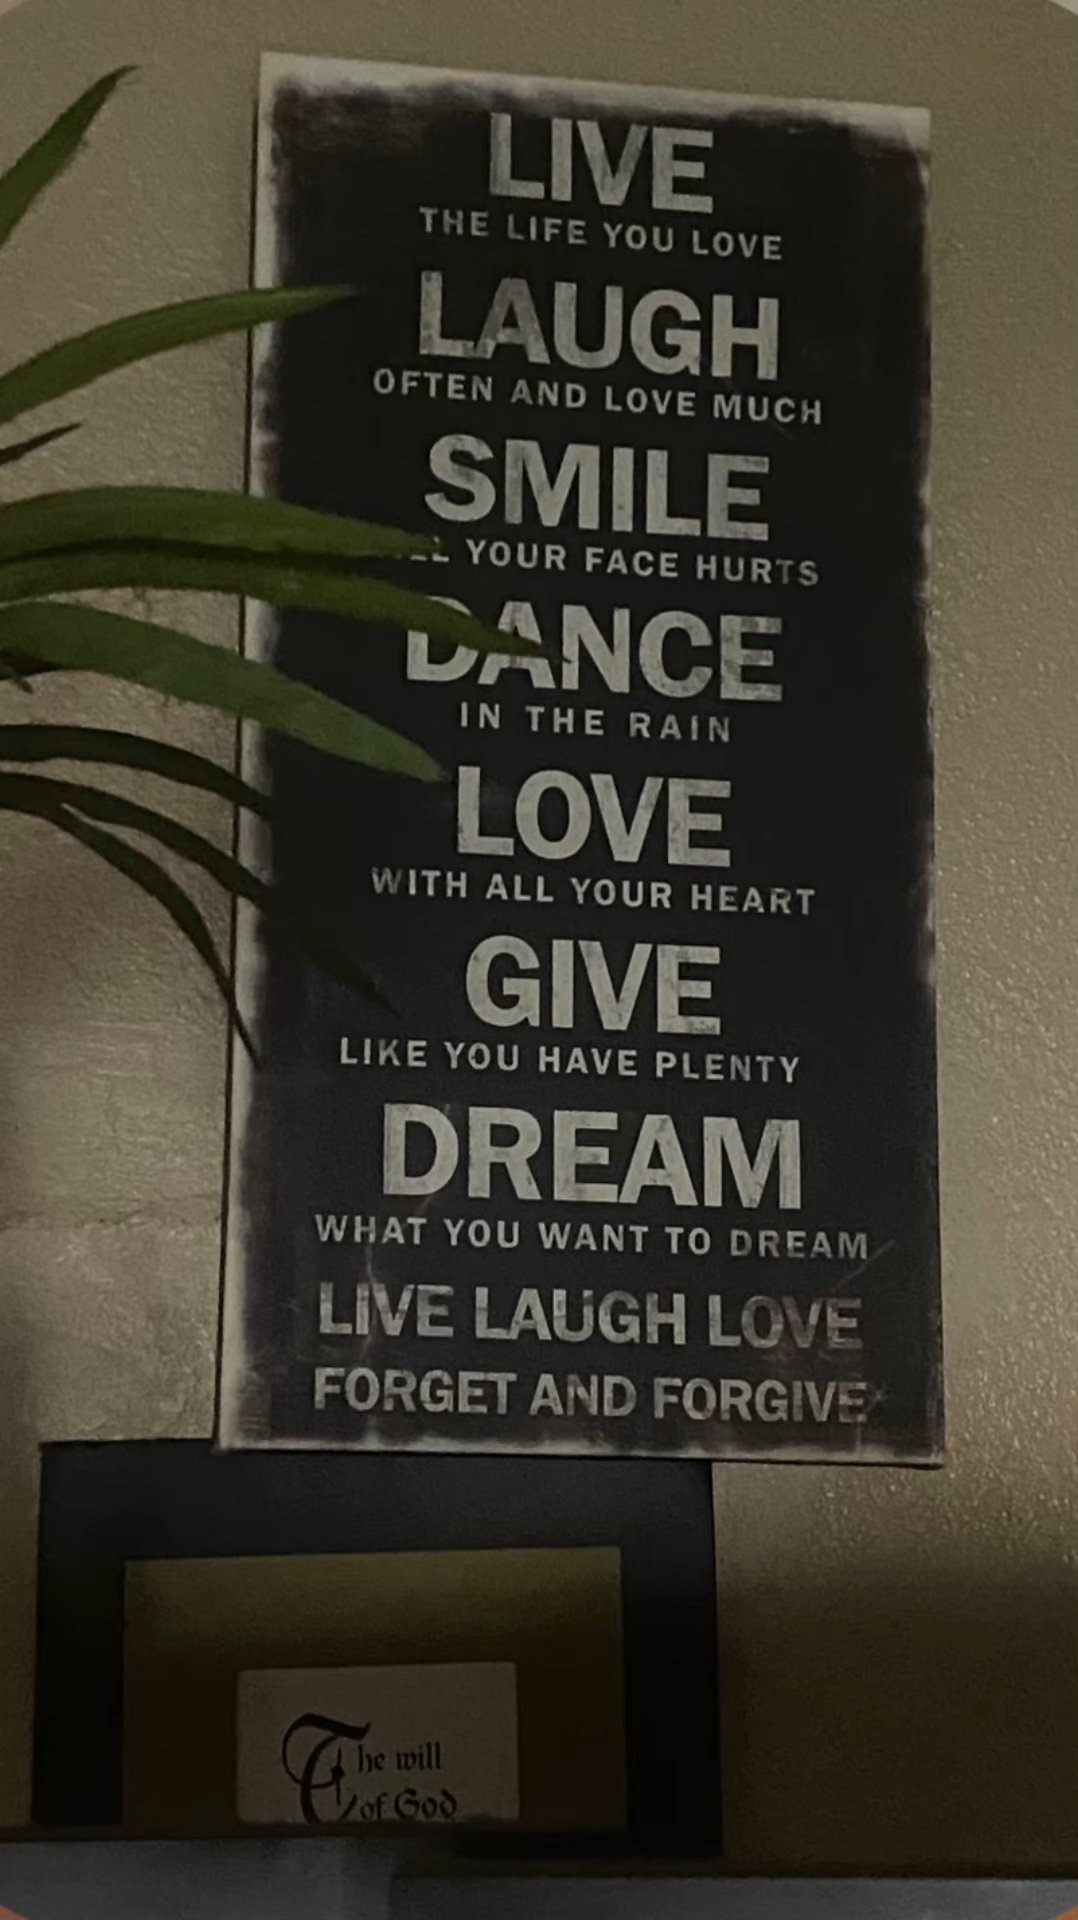 LIVE
THE LIFE YOU LOVE
LAUGH
OFTEN AND LOVE MUCH
SMILE
YOUR FACE HURTS
DANCE
IN THE RAIN
LOVE
WITH ALL YOUR HEART
GIVE
LIKE YOU HAVE PLENTY
DREAM
WHAT YOU WANT TO DREAM
LIVE LAUGH LOVE
FORGET AND FORGIVE
The will
of God